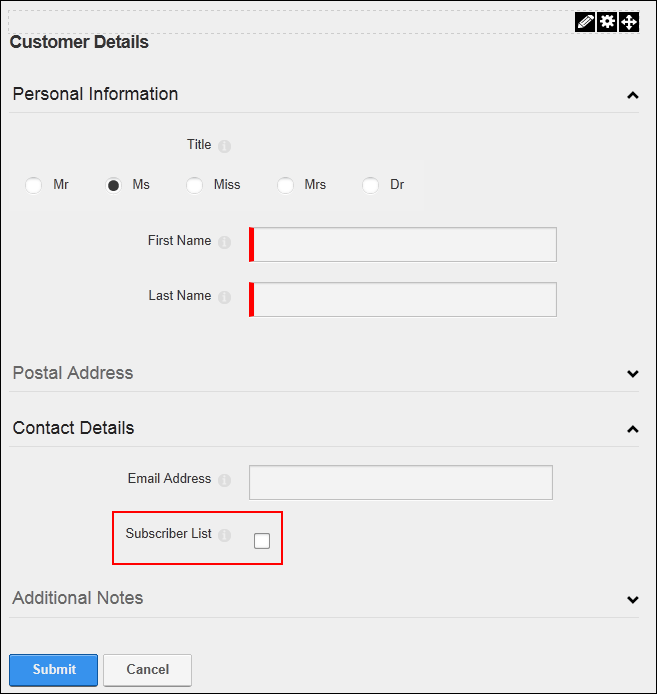 Customer Details
Personal Information
Title
Mr Ms Miss Mrs Dr
First Name
Last Name
Postal Address
Contact Details
Email Address
Subscriber List
Additional Notes
Submit Cancel